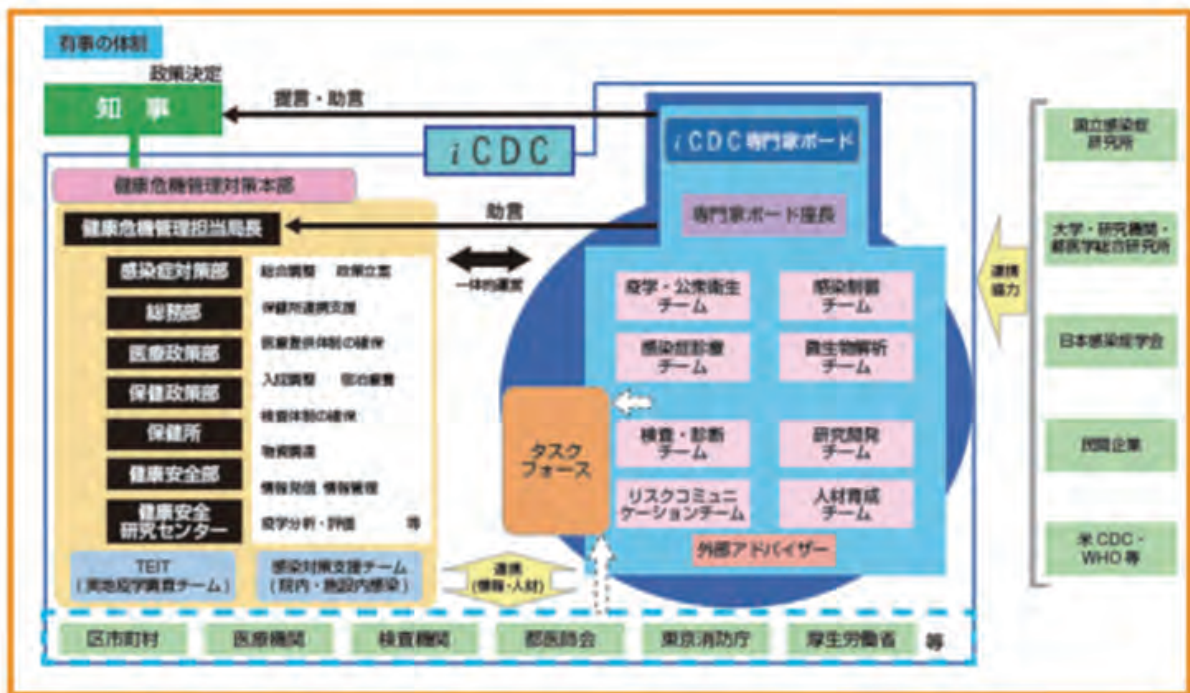 有事の体制
政策決定
知事
提言・助言
iCDC
iCDC専門家ボード
健康危機管理対策本部
専門家ボード座長
助言
健康危機管理担当局長
一体的運営
感染症対策部
総務部
医療政策部
保健政策部
保健所
健康安全部
健康安全
研究センター
総合調整 政策立案
保健所連携支援
医療提供体制の確保
入院調整 宿泊療養
検査体制の確保
物資調達
情報発信 情報管理
疫学分析・評価 等
TEIT
(実地疫学調査チーム)
感染対策支援チーム
(院内・施設内感染)
連携
(情報・人材)
疫学・公衆衛生
チーム
感染制御
チーム
感染症診療
チーム
微生物解析
チーム
タスク
フォース
検査・診断
チーム
研究開発
チーム
リスクコミュニ
ケーションチーム
人材育成
チーム
外部アドバイザー
連携
協力
国立感染症
研究所
大学・研究機関・
都医学総合研究所
日本感染症学会
民間企業
米CDC・
WHO等
区市町村
医療機関
検査機関
都医師会
東京消防庁
厚生労働省
等